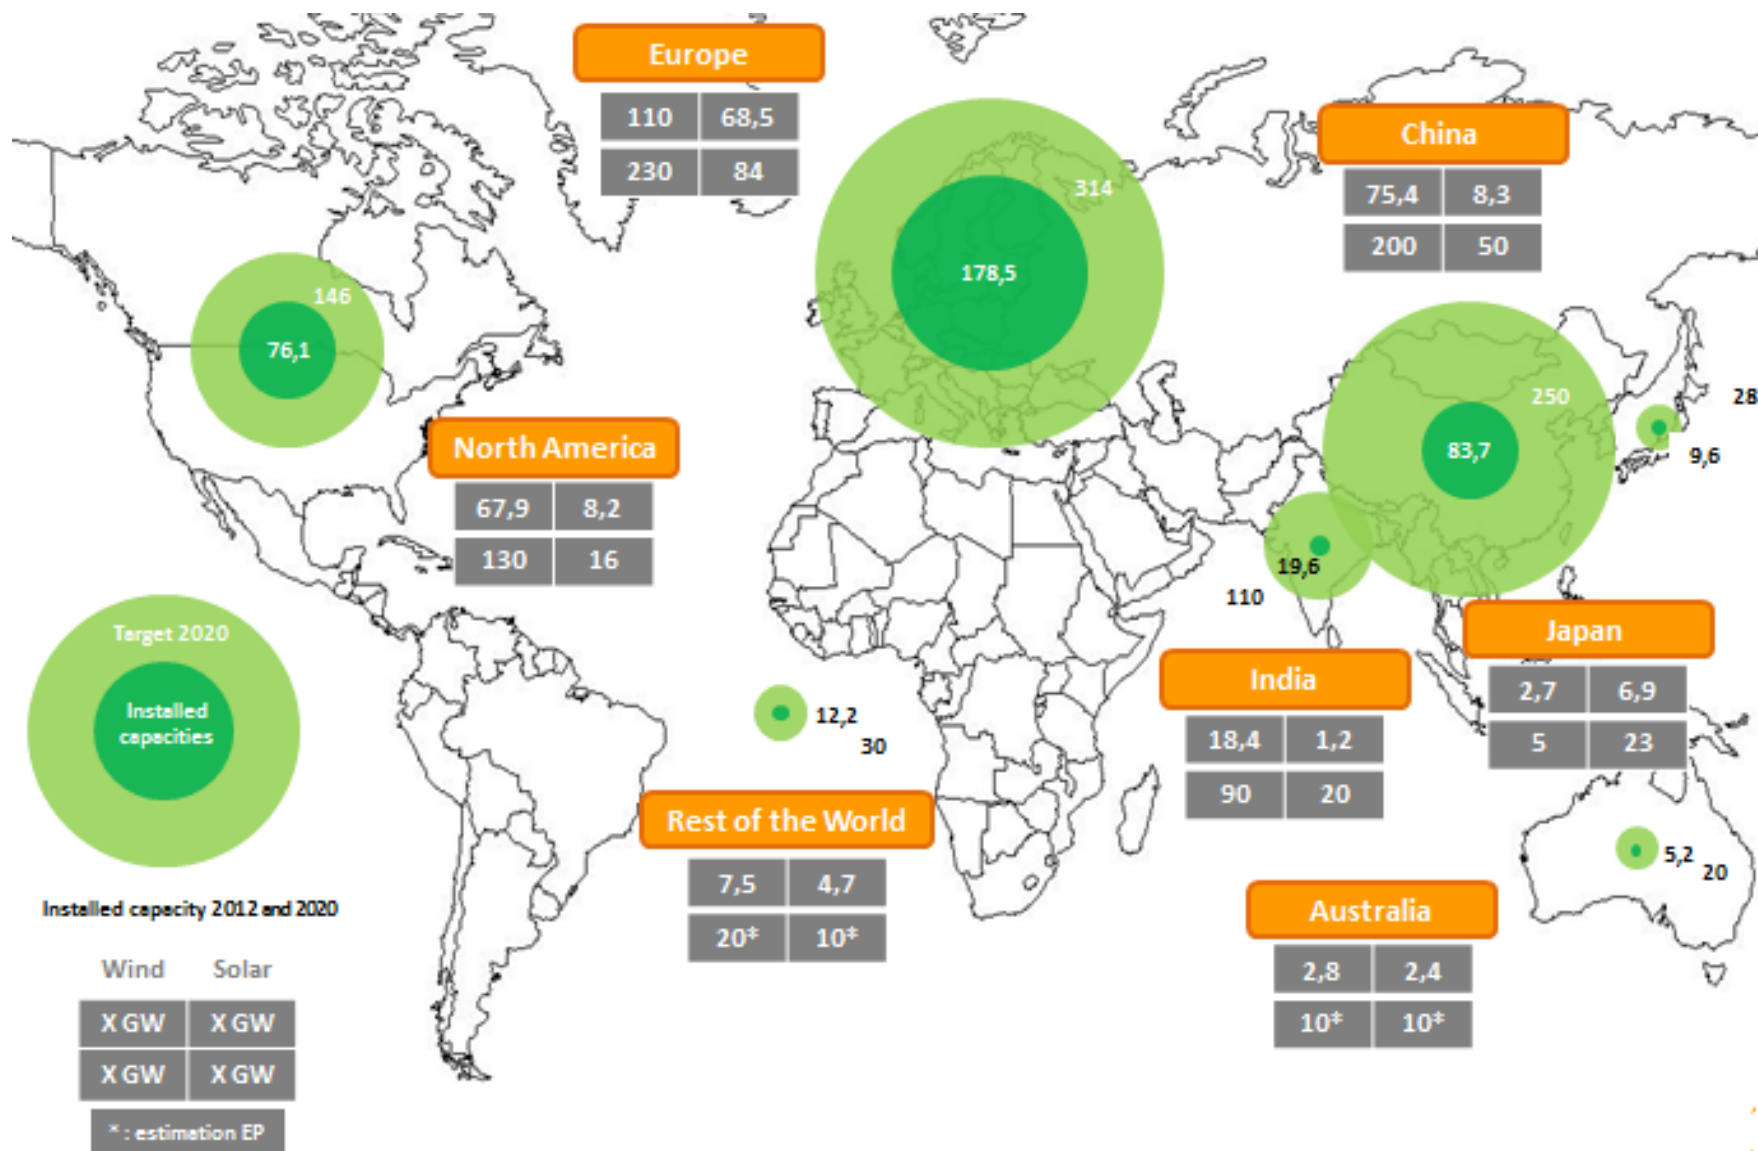 Europe
110 68,5
230 84
314
178,5
China
75,4 8,3
200 50
146
76,1
250
83,7
28
9,6
North America
67,9 8,2
130 16
19,6
110
Target 2020
Installed
capacities
Japan
2,7 6,9
5 23
India
18,4 1,2
90 20
12,2
30
Rest of the World
7,5 4,7
20* 10*
5,2
20
Australia
2,8 2,4
10* 10*
Installed capacity 2012 and 2020
Wind Solar
X GW X GW
X GW X GW
* : estimation EP